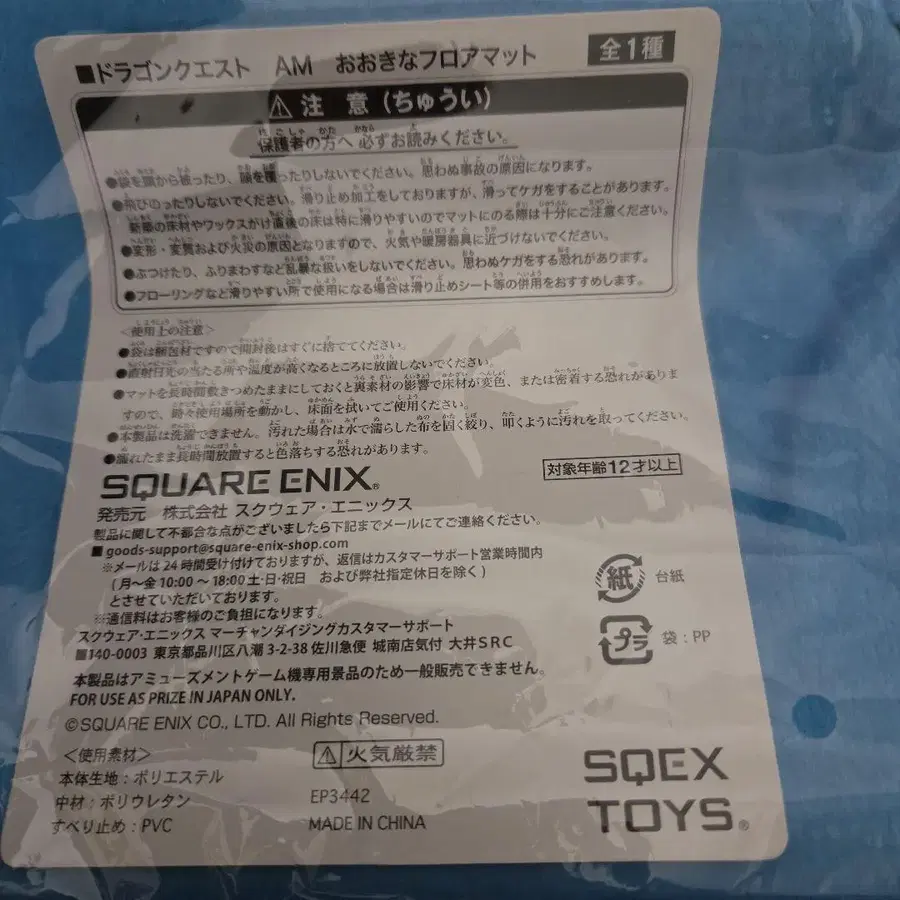 ■ドラゴンクエスト AM おおきなフロアマット 全1種
⚠注 意(ちゅうい)
保護者の方へ 必ずお読みください。
●袋を頭から被ったり、顔を覆ったりしないでください。思わぬ事故の原因になります。
●飛びのったりしないでください。滑り止め加工をしておりますが、滑ってケガをすることがあります。
新築の床材やワックスがけ直後の床は特に滑りやすいのでマットにのる際は十分にご注意ください。
●変形・変質および火災の原因となりますので、火気や暖房器具に近づけないでください。
●ぶつけたり、ふりまわすなど乱暴な扱いをしないでください。思わぬケガをする恐れがあります。
●フローリングなど滑りやすい所で使用になる場合は滑り止めシート等の併用をおすすめします。
<使用上の注意>
●袋は梱包材ですので開封後はすぐに捨ててください。
●直射日光の当たる所や温度が高くなるところに放置しないでください。
●マットを長時間敷きつめたままにしておくと裏素材の影響で床材が変色、または密着する恐れがありま
すので、時々使用場所を動かし、床面を拭いてご使用ください。
●本製品は洗濯できません。汚れた場合は水で濡らした布を固く絞り、叩くように汚れを取ってください。
●濡れたまま長時間放置すると色落ちする恐れがあります。
SQUARE ENIX®
対象年齢12才以上
発売元 株式会社 スクウェア・エニックス
製品に関して不都合な点がございましたら下記までメールにてご連絡ください。
■goods-support@square-enix-shop.com
※メールは24時間受け付けておりますが、返信はカスタマーサポート営業時間内
(月〜金 10:00 〜 18:00 土・日・祝日 および弊社指定休日を除く)
とさせていただいております。
※通信料はお客様のご負担になります。
スクウェア・エニックス マーチャンダイジングカスタマーサポート
■140-0003 東京都品川区八潮 3-2-38 佐川急便 城南店気付 大井SRC
紙 台紙
プラ 袋:PP
本製品はアミューズメントゲーム機専用景品のため一般販売できません。
FOR USE AS PRIZE IN JAPAN ONLY.
©SQUARE ENIX CO., LTD. All Rights Reserved.
<使用素材>
本体生地:ポリエステル
中材:ポリウレタン
すべり止め:PVC
⚠火気厳禁
EP3442
MADE IN CHINA
SQEX
TOYS®